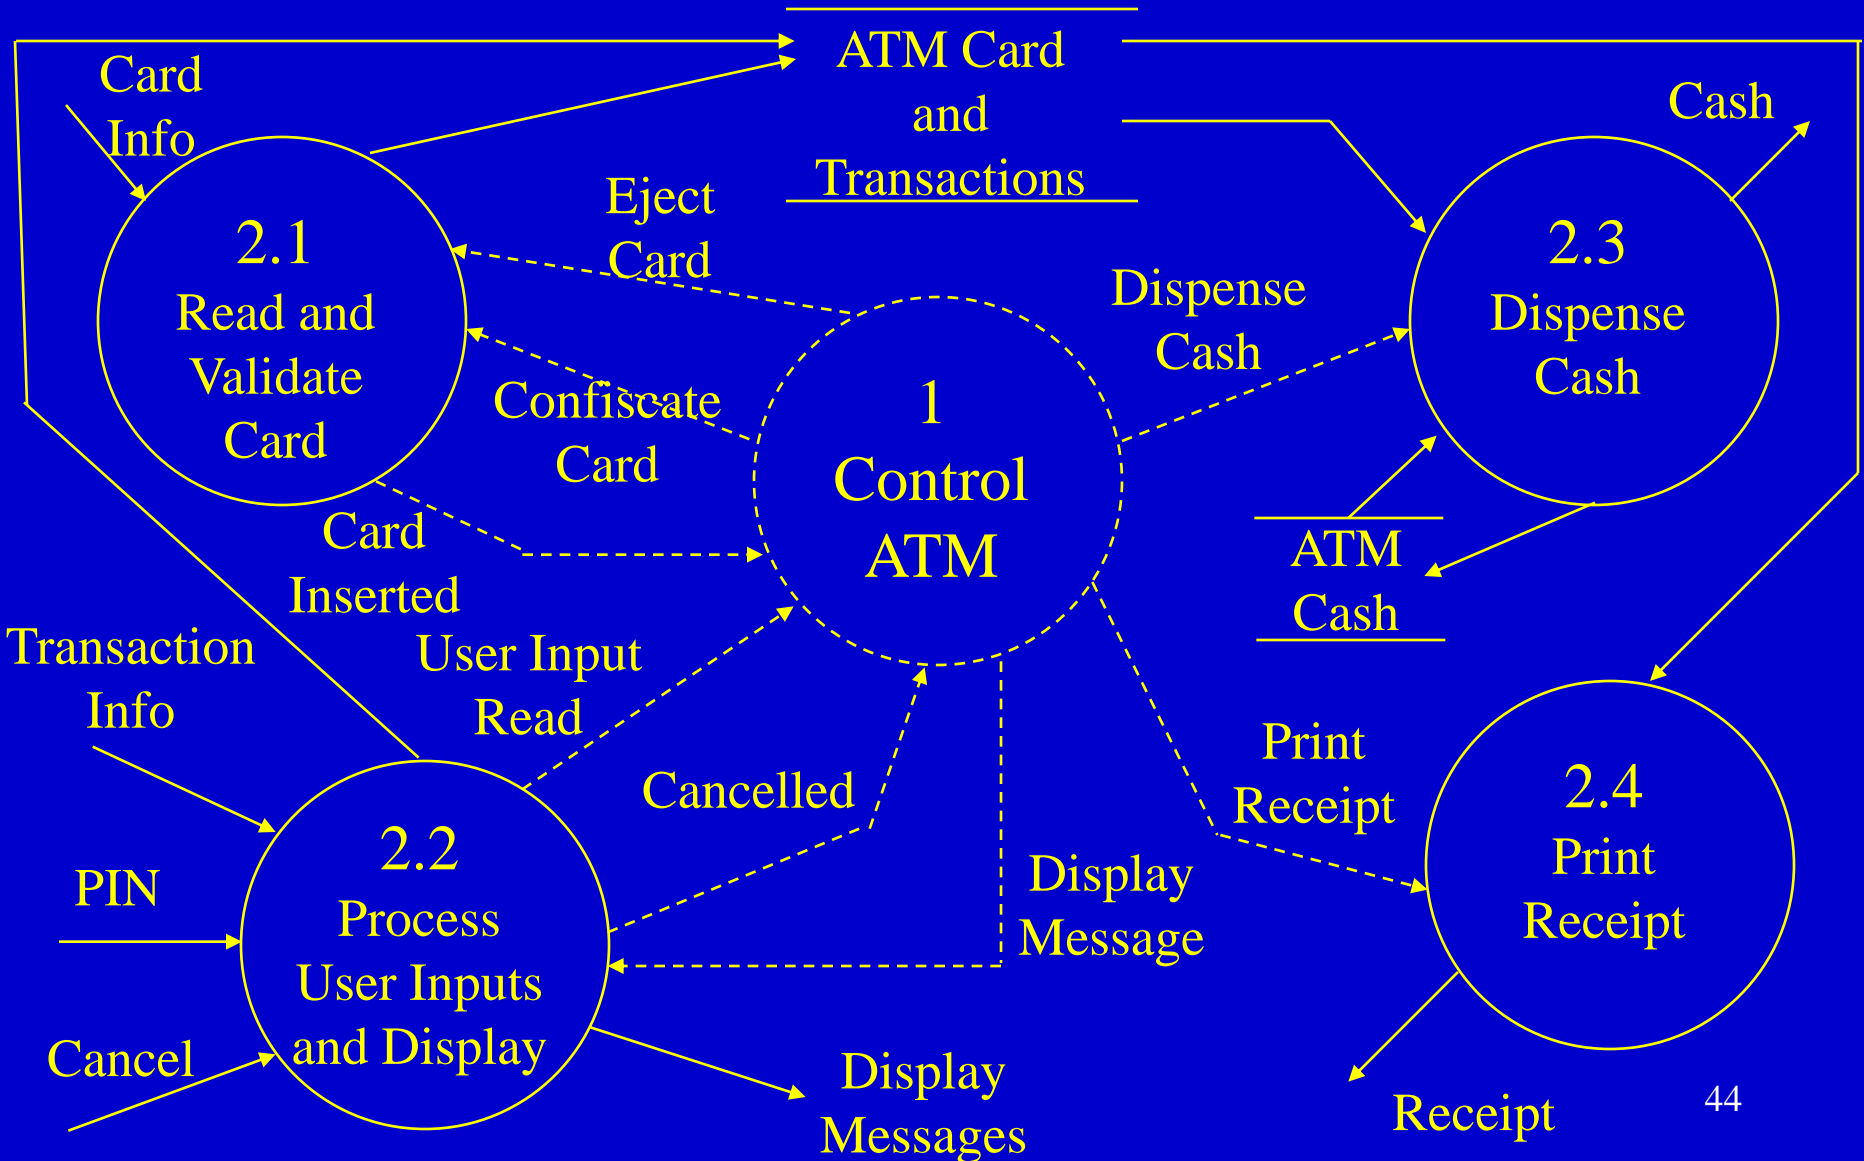 ATM Card
and
Transactions
Card
Info
Cash
Eject
Card
2.1
Read and
Validate
Card
2.3
Dispense
Cash
Dispense
Cash
Confiscate
Card
1
Control
ATM
Card
Inserted
ATM
Cash
Transaction
Info
User Input
Read
Cancelled
Print
Receipt
2.4
Print
Receipt
2.2
Process
User Inputs
and Display
PIN
Display
Message
Cancel
Display
Messages
Receipt
44